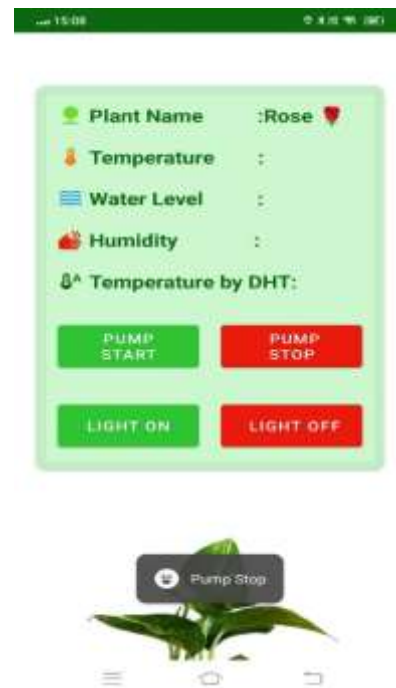 15:08
Plant Name :Rose
Temperature :
Water Level :
Humidity :
Temperature by DHT:
PUMP
START
PUMP
STOP
LIGHT ON
LIGHT OFF
Pump Stop